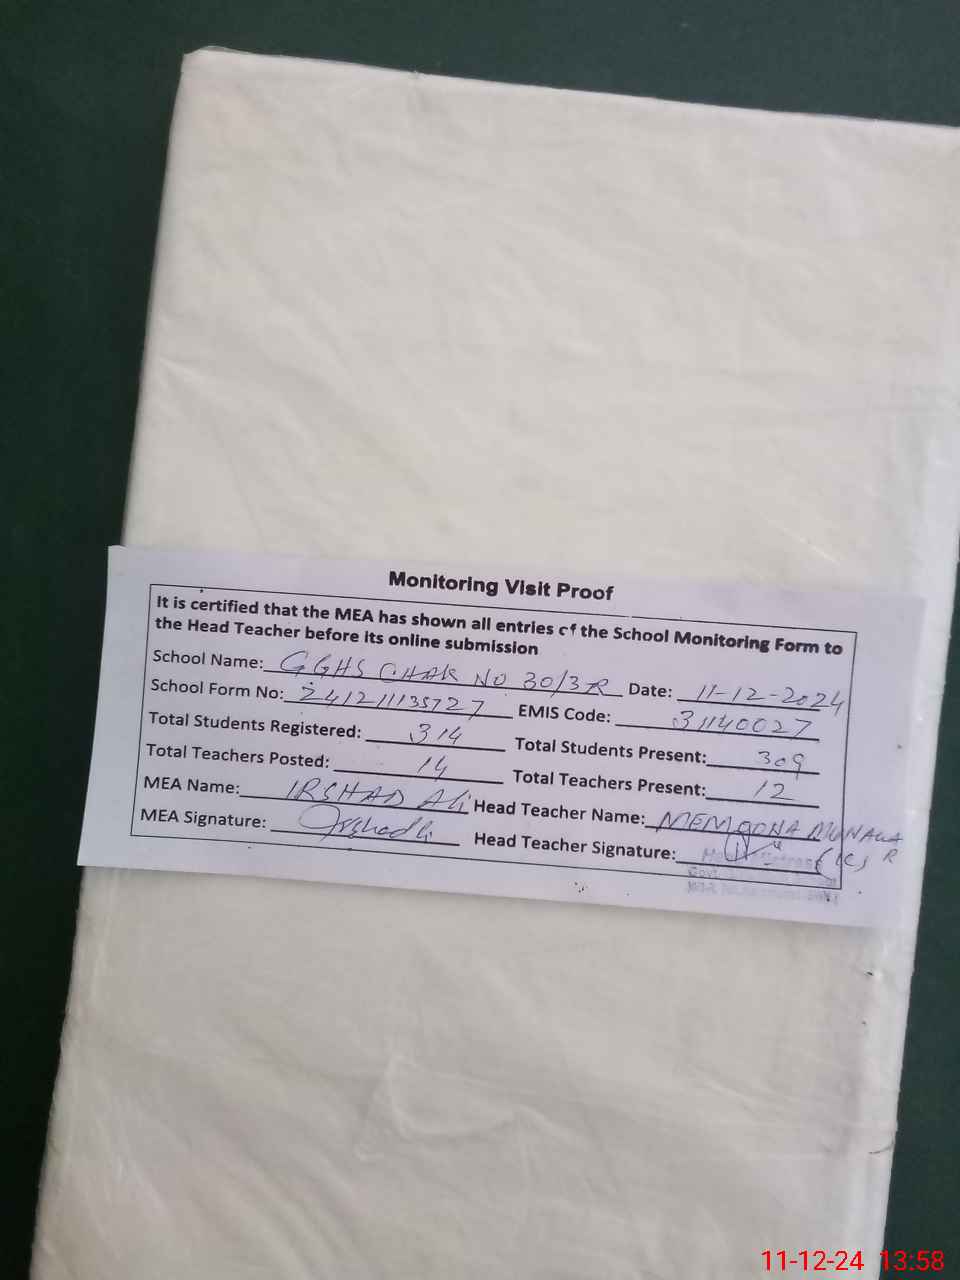 Monitoring Visit Proof
It is certified that the MEA has shown all entries of the School Monitoring Form to
the Head Teacher before its online submission
School Name: GGHS CHAK NO 30/3R Date: 11-12-2024
School Form No: 241211135727 EMIS Code: 31140027
Total Students Registered: 314 Total Students Present: 309
Total Teachers Posted: 14 Total Teachers Present: 12
MEA Name: IRSHAD Ali Head Teacher Name: MEMOONA MUNAWAR
MEA Signature: Irshad Ali Head Teacher Signature:
11-12-24 13:58